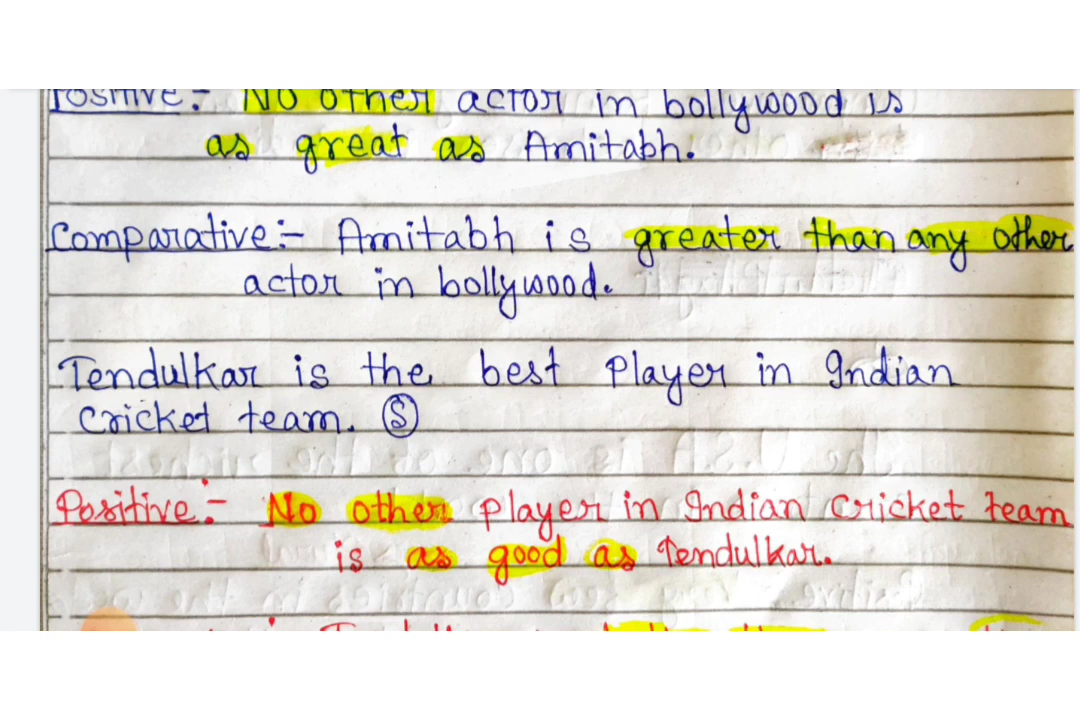 Positive:- No other actor in bollywood is
as great as Amitabh.
Comparative:- Amitabh is greater than any other
actor in bollywood.
Tendulkar is the best Player in Indian
Cricket team. Ⓢ
Positive:- No other player in Indian Cricket team
is as good as Tendulkar.